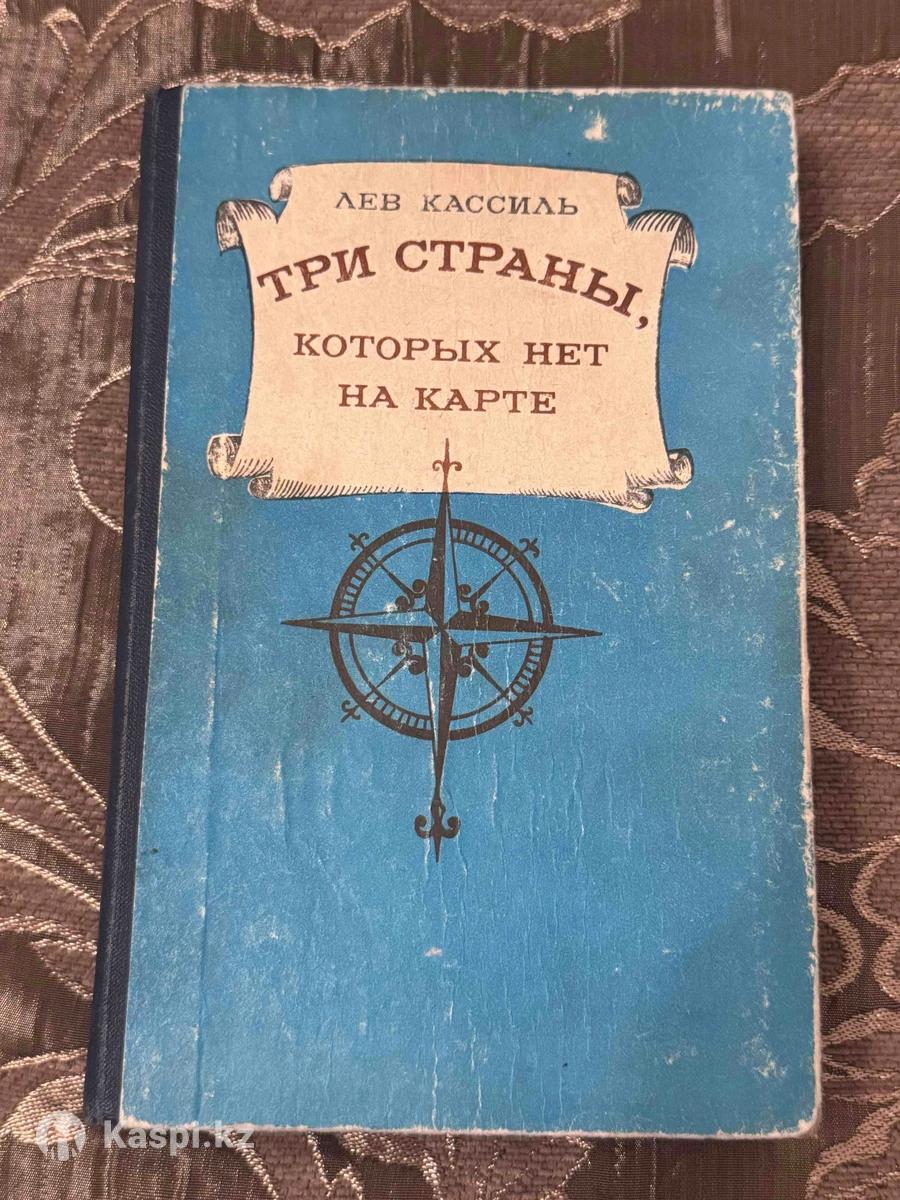 ЛЕВ КАССИЛЬ
ТРИ СТРАНЫ,
КОТОРЫХ НЕТ
НА КАРТЕ
Kaspi.kz